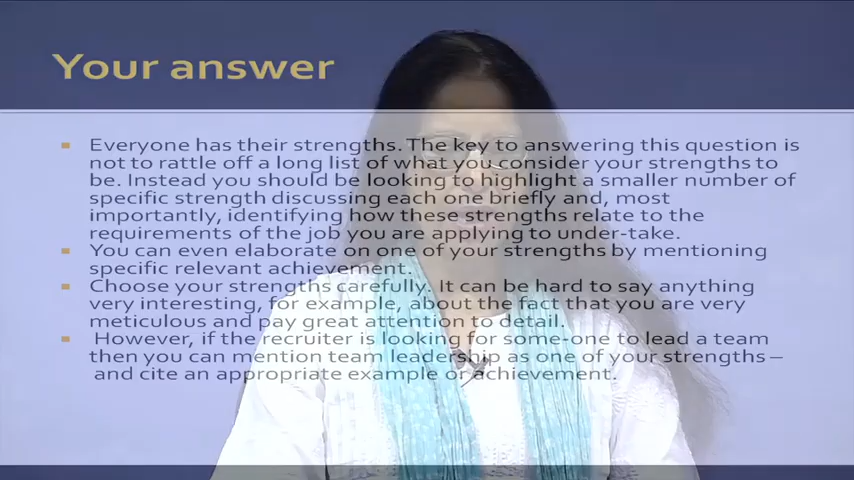 Your answer
Everyone has their strengths. The key to answering this question is
not to rattle off a long list of what you consider your strengths to
be. Instead you should be looking to highlight a smaller number of
specific strength discussing each one briefly and, most
importantly, identifying how these strengths relate to the
requirements of the job you are applying to under-take.
You can even elaborate on one of your strengths by mentioning
specific relevant achievement.
Choose your strengths carefully. It can be hard to say anything
very interesting, for example, about the fact that you are very
meticulous and pay great attention to detail.
However, if the recruiter is looking for some-one to lead a team
then you can mention team leadership as one of your strengths –
and cite an appropriate example or achievement.